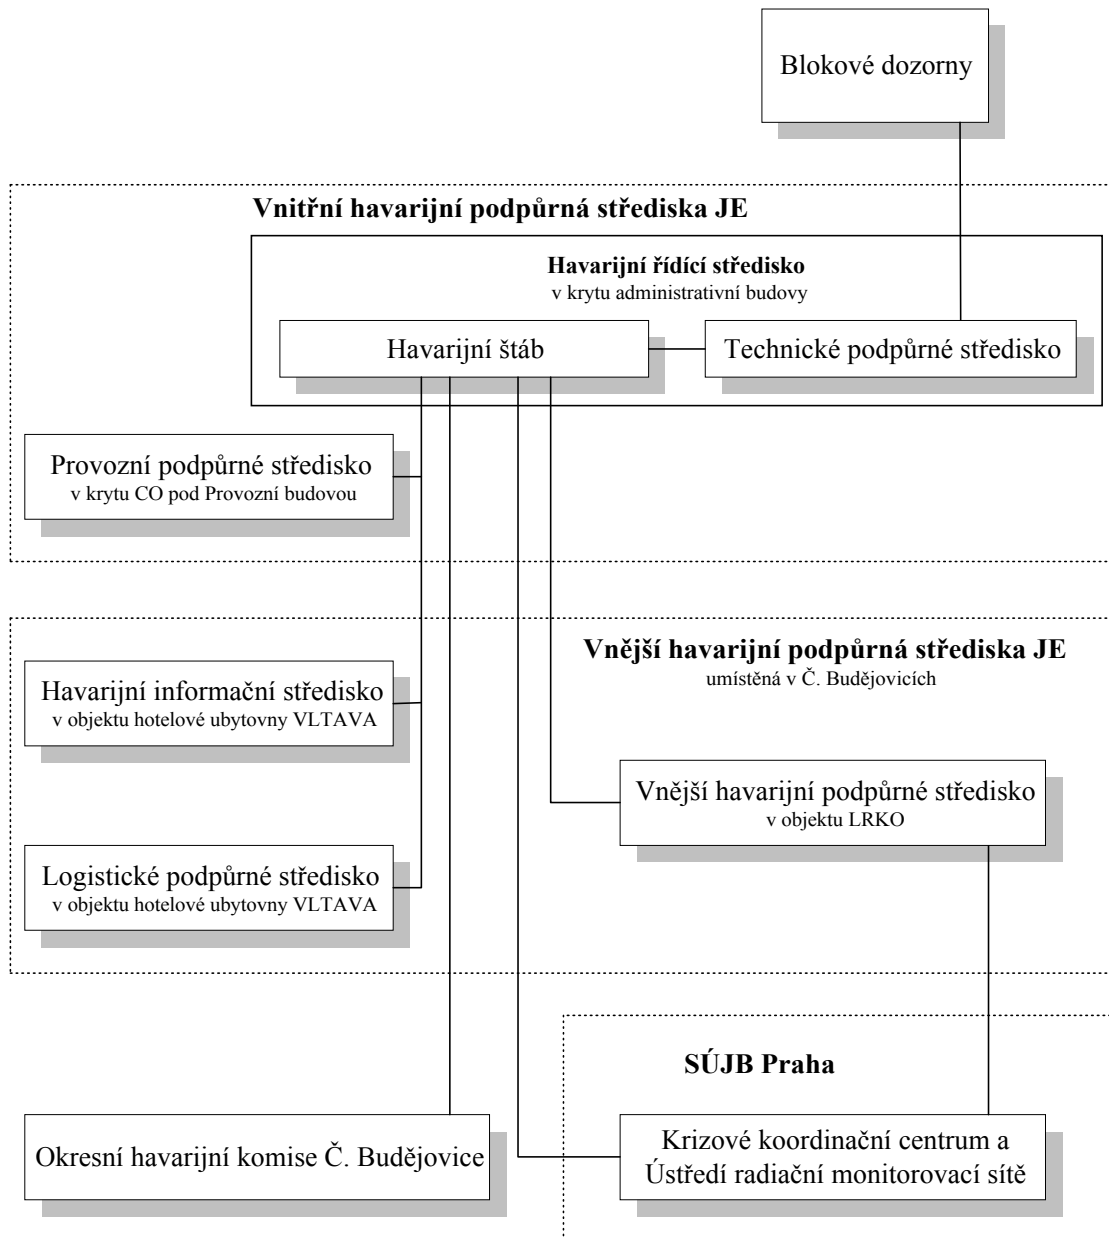 Blokové dozorny
Vnitřní havarijní podpůrná střediska JE
Havarijní řídící středisko
v krytu administrativní budovy
Havarijní štáb
Technické podpůrné středisko
Provozní podpůrné středisko
v krytu CO pod Provozní budovou
Vnější havarijní podpůrná střediska JE
umístěná v Č. Budějovicích
Havarijní informační středisko
v objektu hotelové ubytovny VLTAVA
Vnější havarijní podpůrné středisko
v objektu LRKO
Logistické podpůrné středisko
v objektu hotelové ubytovny VLTAVA
SÚJB Praha
Okresní havarijní komise Č. Budějovice
Krizové koordinační centrum a
Ústředí radiační monitorovací sítě